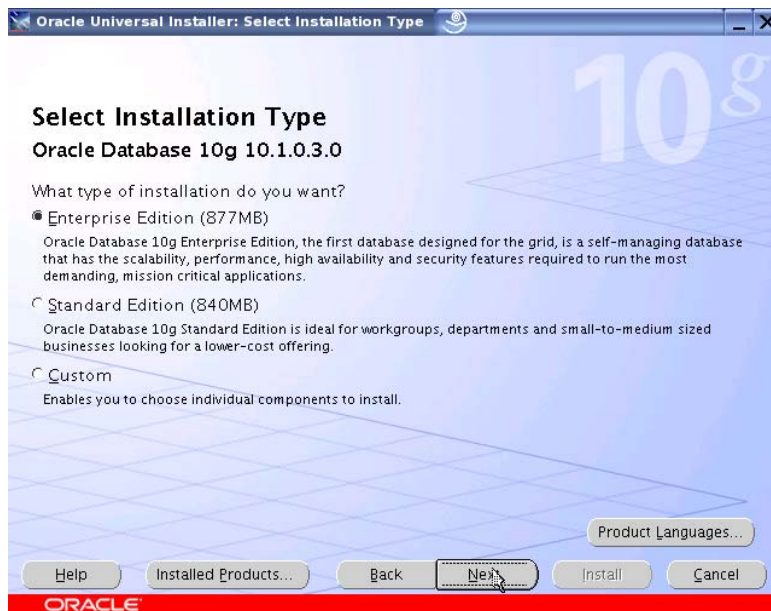 Oracle Universal Installer: Select Installation Type
10g
Select Installation Type
Oracle Database 10g 10.1.0.3.0
What type of installation do you want?
Enterprise Edition (877MB)
Oracle Database 10g Enterprise Edition, the first database designed for the grid, is a self-managing database
that has the scalability, performance, high availability and security features required to run the most
demanding, mission critical applications.
Standard Edition (840MB)
Oracle Database 10g Standard Edition is ideal for workgroups, departments and small-to-medium sized
businesses looking for a lower-cost offering.
Custom
Enables you to choose individual components to install.
Product Languages...
Help Installed Products... Back Next Install Cancel
ORACLE